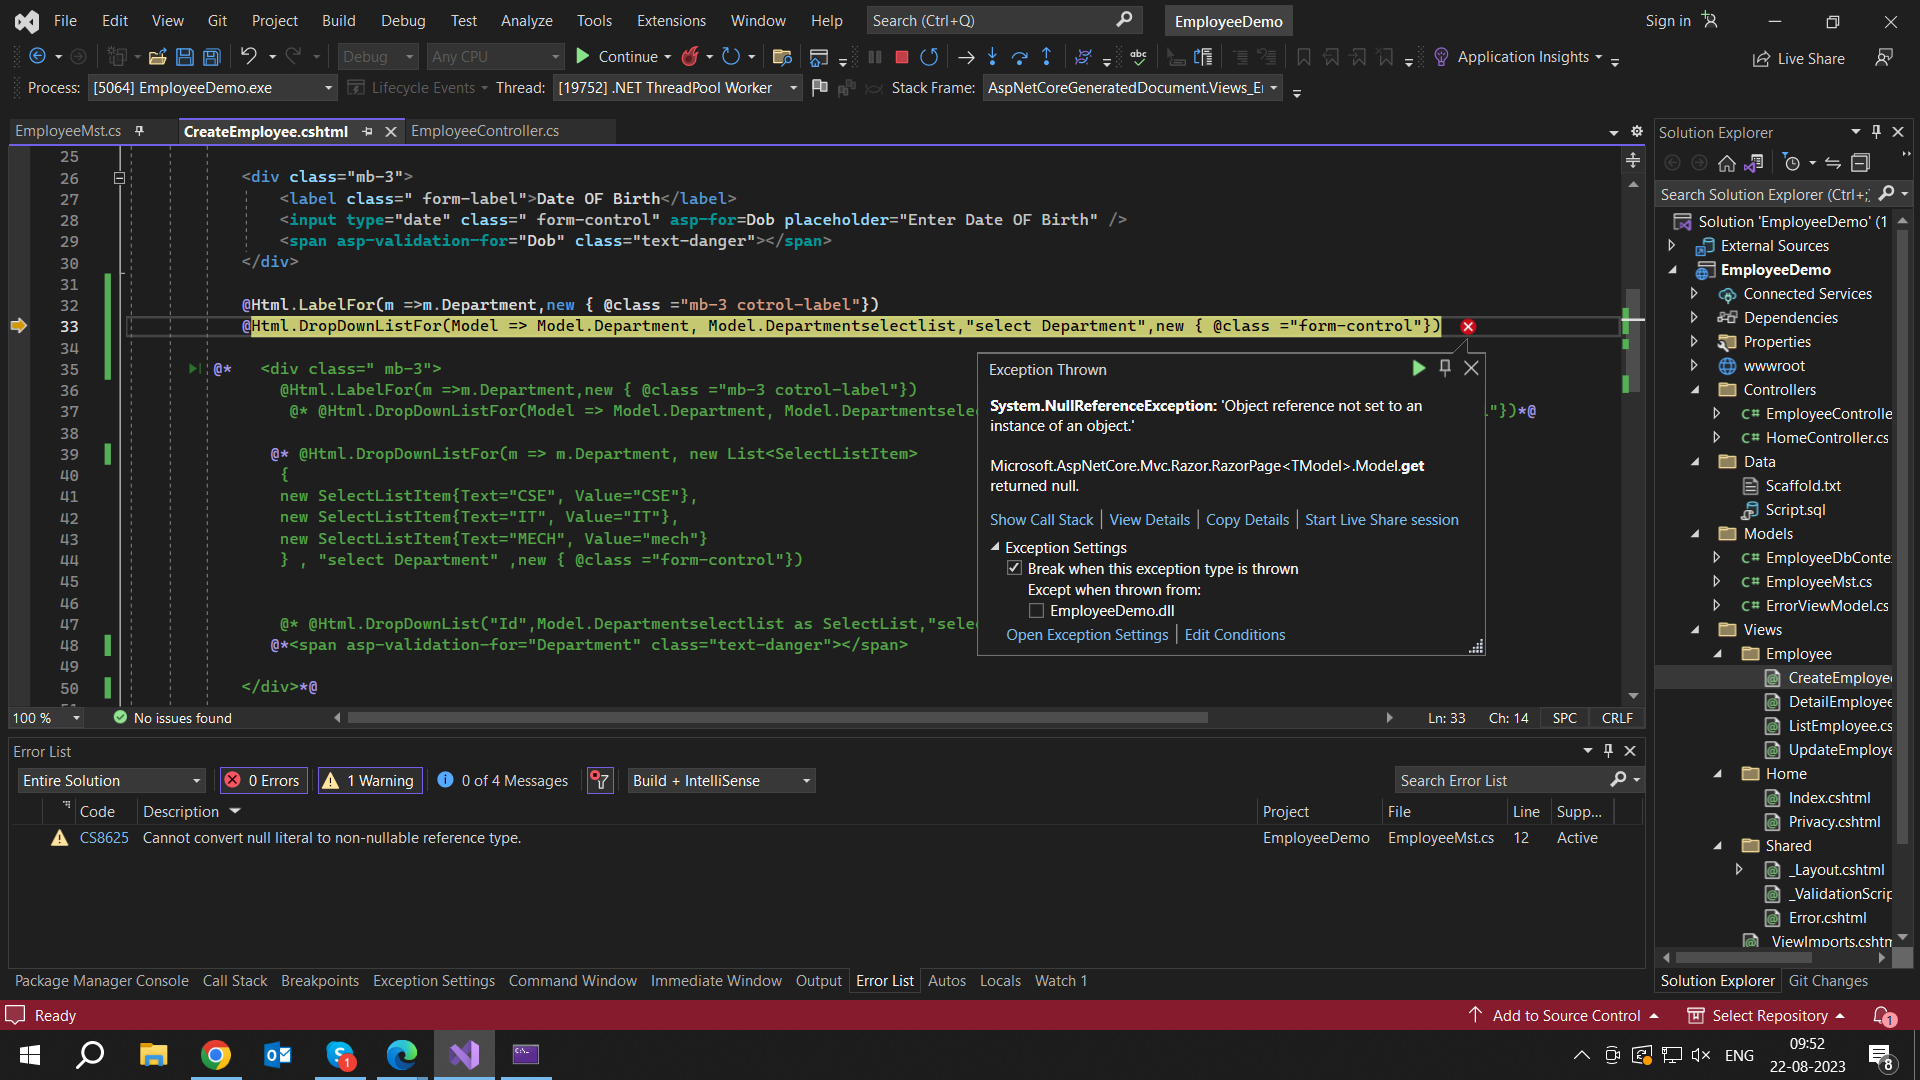 File Edit View Git Project Build Debug Test Analyze Tools Extensions Window Help Search (Ctrl+Q) EmployeeDemo Sign in
Debug Any CPU Continue abc Application Insights Live Share
Process: [5064] EmployeeDemo.exe Lifecycle Events Thread: [19752] .NET ThreadPool Worker Stack Frame: AspNetCoreGeneratedDocument.Views_E
EmployeeMst.cs CreateEmployee.cshtml EmployeeController.cs
25
26 <div class="mb-3">
27 <label class=" form-label">Date OF Birth</label>
28 <input type="date" class=" form-control" asp-for=Dob placeholder="Enter Date OF Birth" />
29 <span asp-validation-for="Dob" class="text-danger"></span>
30 </div>
31
32 @Html.LabelFor(m =>m.Department,new { @class ="mb-3 cotrol-label"})
33 @Html.DropDownListFor(Model => Model.Department, Model.Departmentselectlist,"select Department",new { @class ="form-control"})
34
35 @* <div class=" mb-3">
36 @Html.LabelFor(m =>m.Department,new { @class ="mb-3 cotrol-label"})
37 @* @Html.DropDownListFor(Model => Model.Department, Model.Departmentselec l"})*@
38
39 @* @Html.DropDownListFor(m => m.Department, new List<SelectListItem>
40 {
41 new SelectListItem{Text="CSE", Value="CSE"},
42 new SelectListItem{Text="IT", Value="IT"},
43 new SelectListItem{Text="MECH", Value="mech"}
44 } , "select Department" ,new { @class ="form-control"})
45
46
47 @* @Html.DropDownList("Id",Model.Departmentselectlist as SelectList,"selec
48 @*<span asp-validation-for="Department" class="text-danger"></span>
49
50 </div>*@
Exception Thrown
System.NullReferenceException: 'Object reference not set to an
instance of an object.'
Microsoft.AspNetCore.Mvc.Razor.RazorPage<TModel>.Model.get
returned null.
Show Call Stack View Details Copy Details Start Live Share session
Exception Settings
Break when this exception type is thrown
Except when thrown from:
EmployeeDemo.dll
Open Exception Settings Edit Conditions
100 % No issues found Ln: 33 Ch: 14 SPC CRLF
Error List
Entire Solution 0 Errors 1 Warning 0 of 4 Messages Build + IntelliSense Search Error List
Code Description Project File Line Supp...
CS8625 Cannot convert null literal to non-nullable reference type. EmployeeDemo EmployeeMst.cs 12 Active
Package Manager Console Call Stack Breakpoints Exception Settings Command Window Immediate Window Output Error List Autos Locals Watch 1
Solution Explorer
Search Solution Explorer (Ctrl+;
Solution 'EmployeeDemo' (1
External Sources
EmployeeDemo
Connected Services
Dependencies
Properties
wwwroot
Controllers
C# EmployeeControlle
C# HomeController.cs
Data
Scaffold.txt
Script.sql
Models
C# EmployeeDbConte
C# EmployeeMst.cs
C# ErrorViewModel.cs
Views
Employee
CreateEmployee
DetailEmployee
ListEmployee.cs
UpdateEmploye
Home
Index.cshtml
Privacy.cshtml
Shared
_Layout.cshtml
_ValidationScrip
Error.cshtml
_ViewImports.cshtm
Solution Explorer Git Changes
Ready Add to Source Control Select Repository 1
1 ENG 09:52
22-08-2023 8